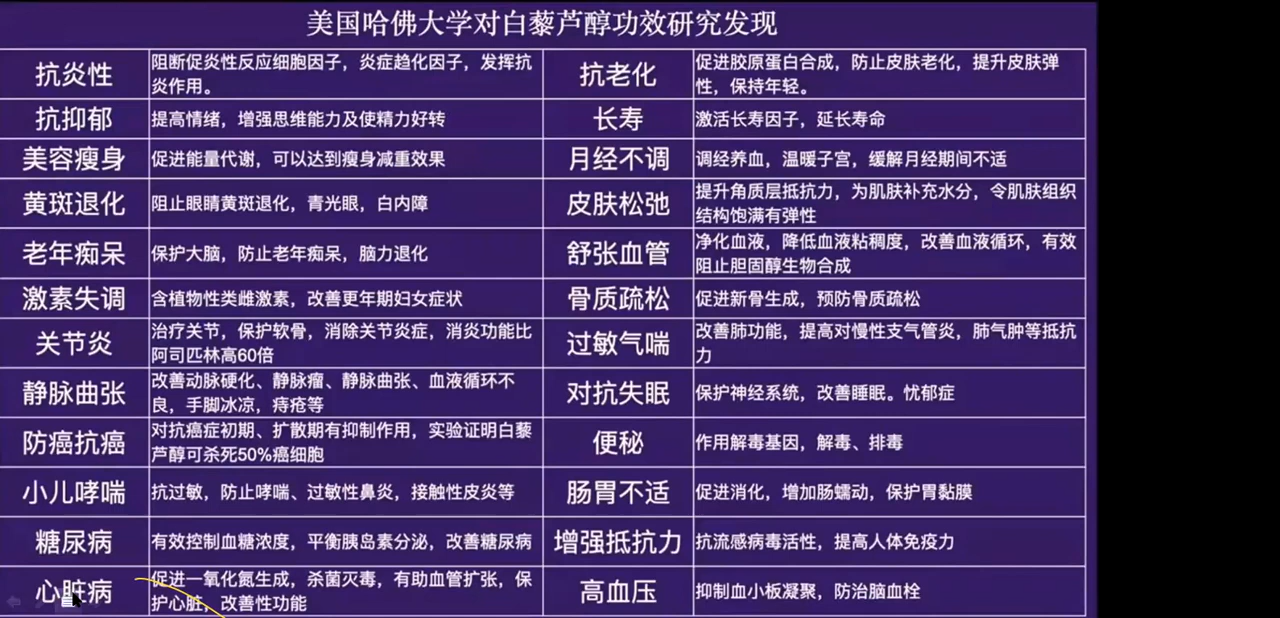 美国哈佛大学对白藜芦醇功效研究发现
抗炎性
阻断促炎性反应细胞因子，炎症趋化因子，发挥抗
炎作用。
抗老化
促进胶原蛋白合成，防止皮肤老化，提升皮肤弹
性，保持年轻。
抗抑郁
提高情绪，增强思维能力及使精力好转
长寿
激活长寿因子，延长寿命
美容瘦身
促进能量代谢，可以达到瘦身减重效果
月经不调
调经养血，温暖子宫，缓解月经期间不适
黄斑退化
阻止眼睛黄斑退化，青光眼，白内障
皮肤松弛
提升角质层抵抗力，为肌肤补充水分，令肌肤组织
结构饱满有弹性
老年痴呆
保护大脑，防止老年痴呆，脑力退化
舒张血管
净化血液，降低血液粘稠度，改善血液循环，有效
阻止胆固醇生物合成
激素失调
含植物性类雌激素，改善更年期妇女症状
骨质疏松
促进新骨生成，预防骨质疏松
关节炎
治疗关节，保护软骨，消除关节炎症，消炎功能比
阿司匹林高60倍
过敏气喘
改善肺功能，提高对慢性支气管炎，肺气肿等抵抗
力
静脉曲张
改善动脉硬化、静脉瘤、静脉曲张、血液循环不
良，手脚冰凉，痔疮等
对抗失眠
保护神经系统，改善睡眠。忧郁症
防癌抗癌
对抗癌症初期、扩散期有抑制作用，实验证明白藜
芦醇可杀死50%癌细胞
便秘
作用解毒基因，解毒、排毒
小儿哮喘
抗过敏，防止哮喘、过敏性鼻炎，接触性皮炎等
肠胃不适
促进消化，增加肠蠕动，保护胃黏膜
糖尿病
有效控制血糖浓度，平衡胰岛素分泌，改善糖尿病
增强抵抗力
抗流感病毒活性，提高人体免疫力
心脏病
促进一氧化氮生成，杀菌灭毒，有助血管扩张，保
护心脏，改善性功能
高血压
抑制血小板凝聚，防治脑血栓